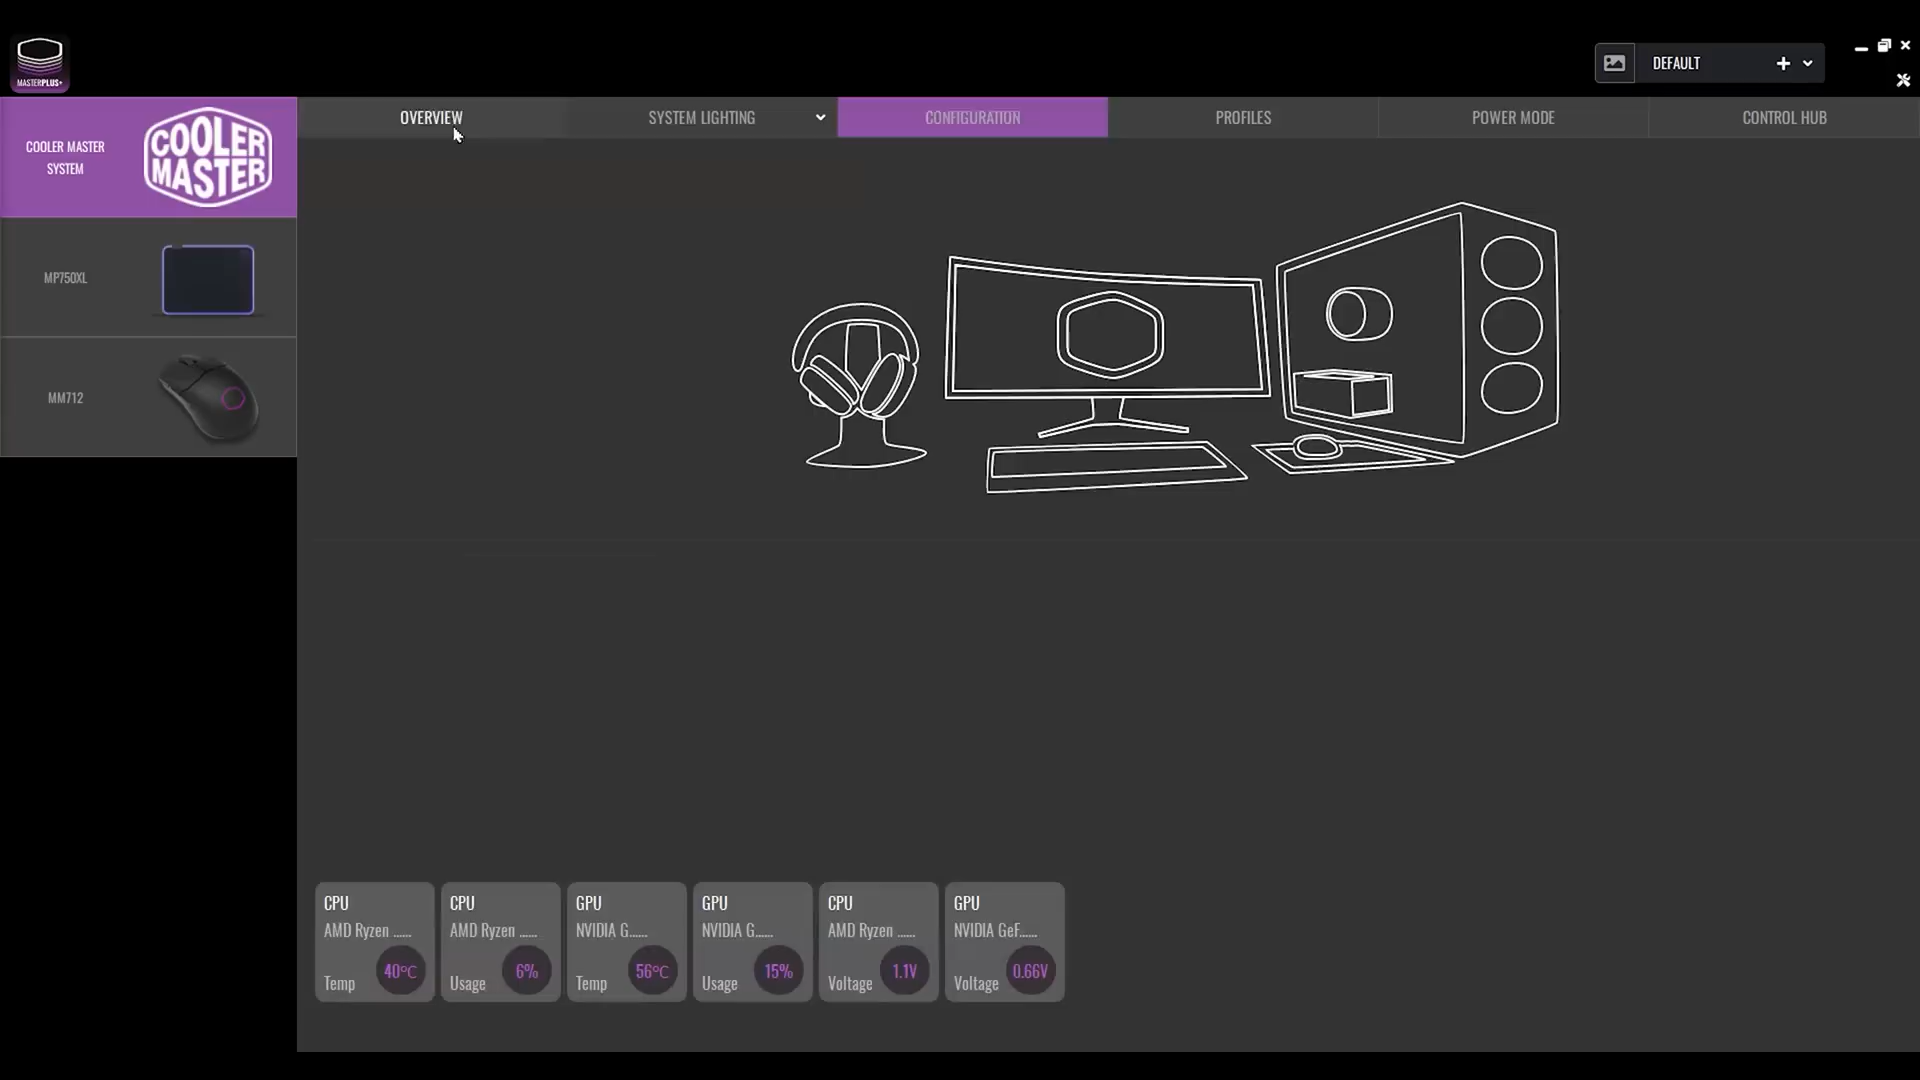 MASTERPLUS+
DEFAULT
COOLER MASTER
SYSTEM
COOLER
MASTER
OVERVIEW
SYSTEM LIGHTING
CONFIGURATION
PROFILES
POWER MODE
CONTROL HUB
MP750XL
MM712
CPU
AMD Ryzen ......
Temp
40°C
CPU
AMD Ryzen ......
Usage
6%
GPU
NVIDIA G......
Temp
56°C
GPU
NVIDIA G......
Usage
15%
CPU
AMD Ryzen ......
Voltage
1.1V
GPU
NVIDIA GeF......
Voltage
0.66V